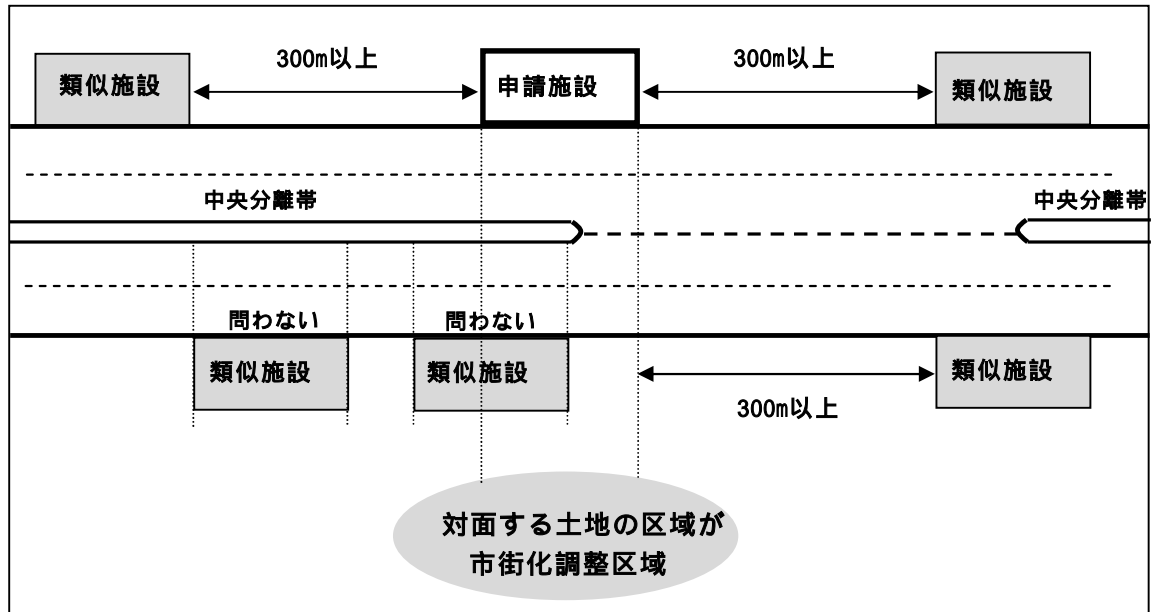 300m以上
300m以上
類似施設
申請施設
類似施設
中央分離帯
中央分離帯
問わない
問わない
類似施設
類似施設
類似施設
300m以上
対面する土地の区域が
市街化調整区域